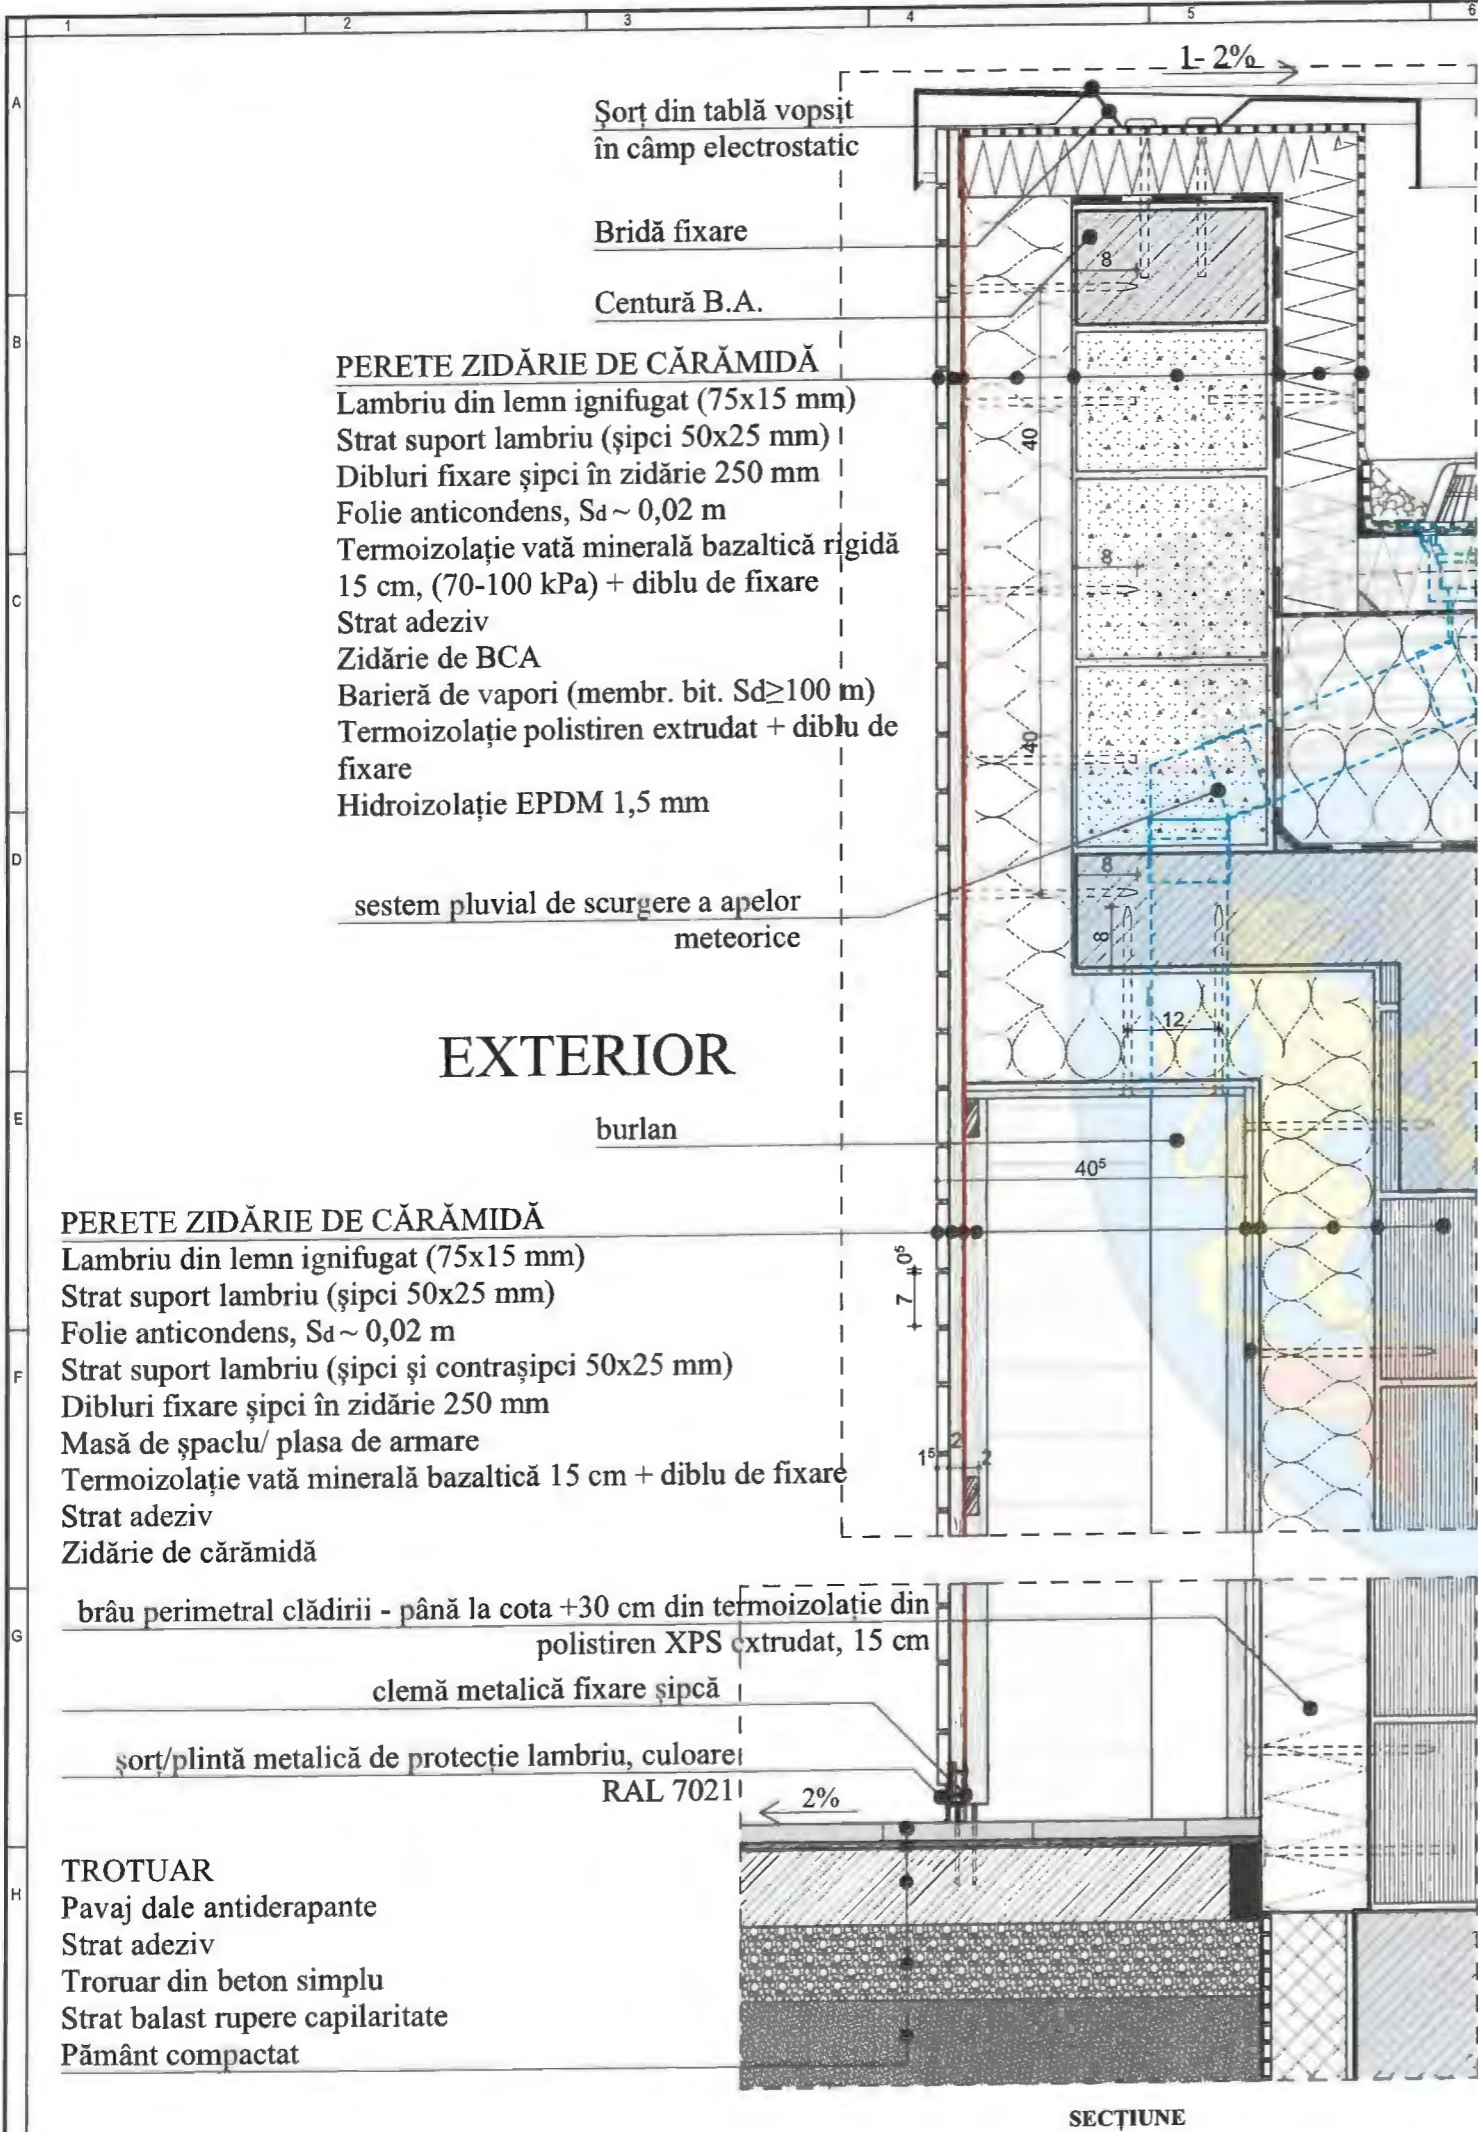 1 2 3 4 5 6
1- 2%
A
Șorț din tablă vopsit
în câmp electrostatic
Bridă fixare
8
Centură B.A.
B
PERETE ZIDĂRIE DE CĂRĂMIDĂ
Lambriu din lemn ignifugat (75x15 mm)
Strat suport lambriu (șipci 50x25 mm)
40
Dibluri fixare șipci în zidărie 250 mm
Folie anticondens, Sd ~ 0,02 m
Termoizolație vată minerală bazaltică rigidă
8
15 cm, (70-100 kPa) + diblu de fixare
C
Strat adeziv
Zidărie de BCA
Barieră de vapori (membr. bit. Sd≥100 m)
Termoizolație polistiren extrudat + diblu de
40
fixare
Hidroizolație EPDM 1,5 mm
D
8
sestem pluvial de scurgere a apelor
meteorice
8
12
EXTERIOR
E
burlan
40⁵
PERETE ZIDĂRIE DE CĂRĂMIDĂ
Lambriu din lemn ignifugat (75x15 mm)
0⁵
Strat suport lambriu (șipci 50x25 mm)
7
Folie anticondens, Sd ~ 0,02 m
Strat suport lambriu (șipci și contrașipci 50x25 mm)
F
Dibluri fixare șipci în zidărie 250 mm
Masă de șpaclu/ plasa de armare
1⁵ 2 2
Termoizolație vată minerală bazaltică 15 cm + diblu de fixare
Strat adeziv
Zidărie de cărămidă
brâu perimetral clădirii - până la cota +30 cm din termoizolație din
G
polistiren XPS extrudat, 15 cm
clemă metalică fixare șipcă
șorț/plintă metalică de protecție lambriu, culoare
RAL 7021
2%
TROTUAR
H
Pavaj dale antiderapante
Strat adeziv
Troruar din beton simplu
Strat balast rupere capilaritate
Pământ compactat
SECȚIUNE